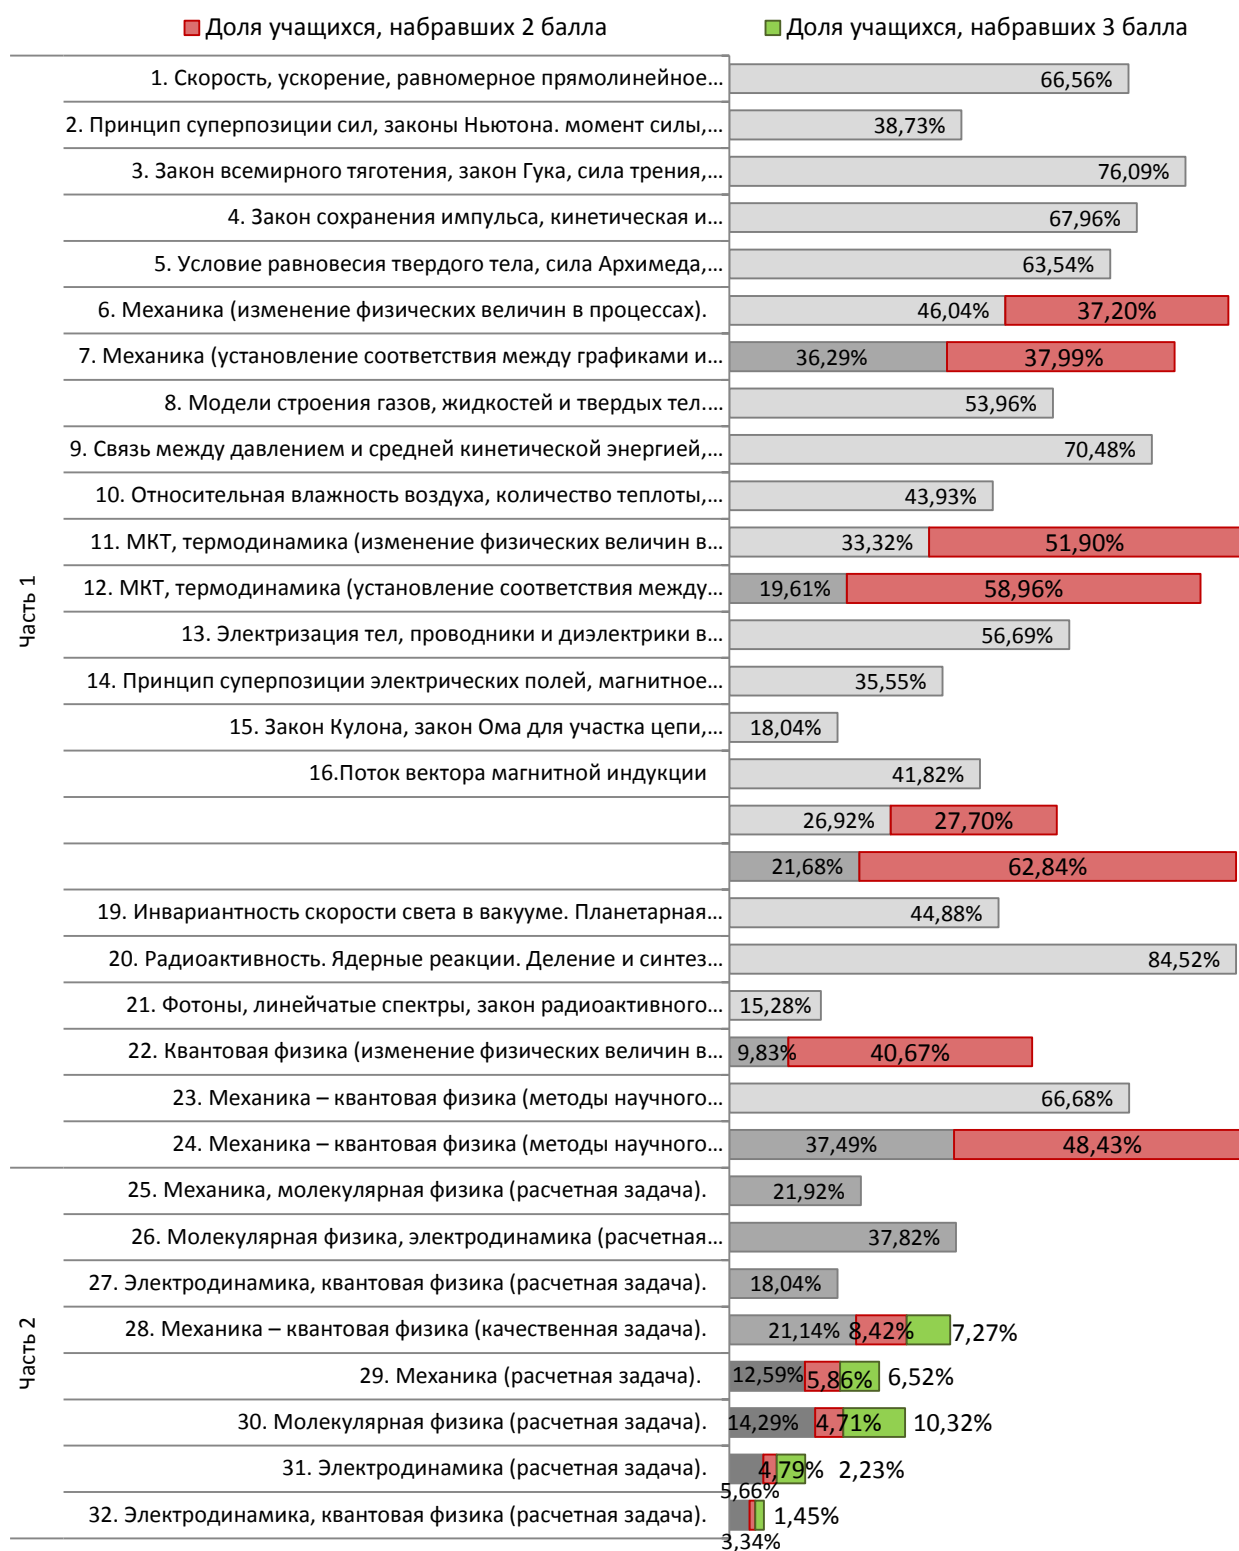 Доля учащихся, набравших 2 балла
Доля учащихся, набравших 3 балла
Часть 1
1. Скорость, ускорение, равномерное прямолинейное... 66,56%
2. Принцип суперпозиции сил, законы Ньютона. момент силы,... 38,73%
3. Закон всемирного тяготения, закон Гука, сила трения,... 76,09%
4. Закон сохранения импульса, кинетическая и... 67,96%
5. Условие равновесия твердого тела, сила Архимеда,... 63,54%
6. Механика (изменение физических величин в процессах). 46,04% 37,20%
7. Механика (установление соответствия между графиками и... 36,29% 37,99%
8. Модели строения газов, жидкостей и твердых тел.... 53,96%
9. Связь между давлением и средней кинетической энергией,... 70,48%
10. Относительная влажность воздуха, количество теплоты,... 43,93%
11. МКТ, термодинамика (изменение физических величин в... 33,32% 51,90%
12. МКТ, термодинамика (установление соответствия между... 19,61% 58,96%
13. Электризация тел, проводники и диэлектрики в... 56,69%
14. Принцип суперпозиции электрических полей, магнитное... 35,55%
15. Закон Кулона, закон Ома для участка цепи,... 18,04%
16.Поток вектора магнитной индукции 41,82%
26,92% 27,70%
21,68% 62,84%
19. Инвариантность скорости света в вакууме. Планетарная... 44,88%
20. Радиоактивность. Ядерные реакции. Деление и синтез... 84,52%
21. Фотоны, линейчатые спектры, закон радиоактивного... 15,28%
22. Квантовая физика (изменение физических величин в... 9,83% 40,67%
23. Механика – квантовая физика (методы научного... 66,68%
24. Механика – квантовая физика (методы научного... 37,49% 48,43%
Часть 2
25. Механика, молекулярная физика (расчетная задача). 21,92%
26. Молекулярная физика, электродинамика (расчетная... 37,82%
27. Электродинамика, квантовая физика (расчетная задача). 18,04%
28. Механика – квантовая физика (качественная задача). 21,14% 8,42% 7,27%
29. Механика (расчетная задача). 12,59% 5,86% 6,52%
30. Молекулярная физика (расчетная задача). 14,29% 4,71% 10,32%
31. Электродинамика (расчетная задача). 4,79% 2,23%
5,66%
32. Электродинамика, квантовая физика (расчетная задача). 1,45%
3,34%